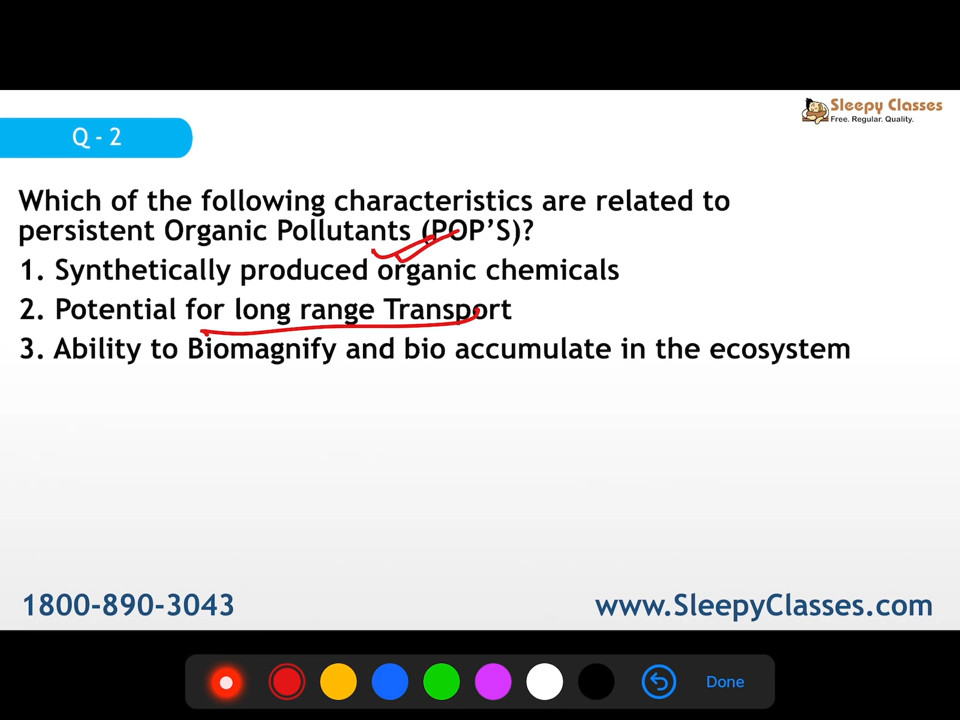 Sleepy Classes
Free. Regular. Quality.
Q - 2
Which of the following characteristics are related to
persistent Organic Pollutants (POP’S)?
1. Synthetically produced organic chemicals
2. Potential for long range Transport
3. Ability to Biomagnify and bio accumulate in the ecosystem
1800-890-3043
www.SleepyClasses.com
Done